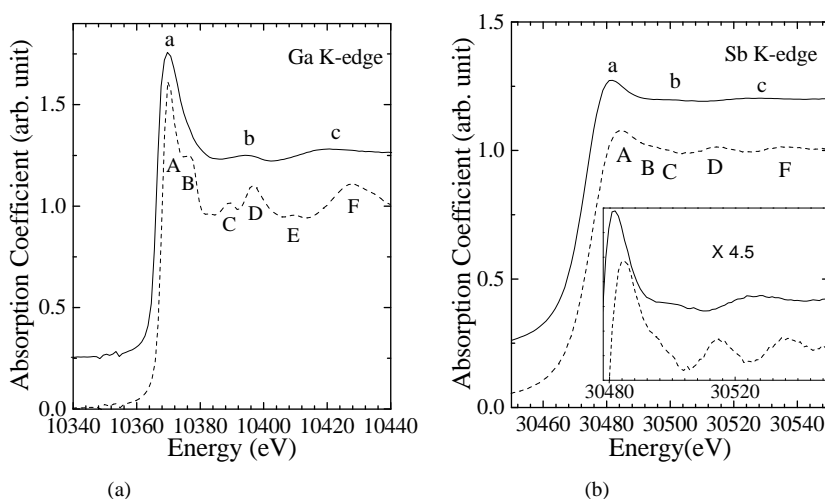 Absorption Coefficient (arb. unit)
1.5
1.0
0.5
0.0
a
Ga K-edge
b
c
A
B
C
D
E
F
10340 10360 10380 10400 10420 10440
Energy (eV)
(a)
Absorption Coefficient (arb. unit)
1.5
1.0
0.5
0.0
a
Sb K-edge
b
c
A
B
C
D
F
X 4.5
30480
30520
30460 30480 30500 30520 30540
Energy(eV)
(b)